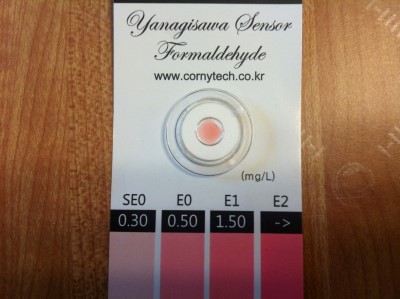 Yanagisawa Sensor
Formaldehyde
www.cornytech.co.kr
(mg/L)
SE0 E0 E1 E2
0.30 0.50 1.50 ->